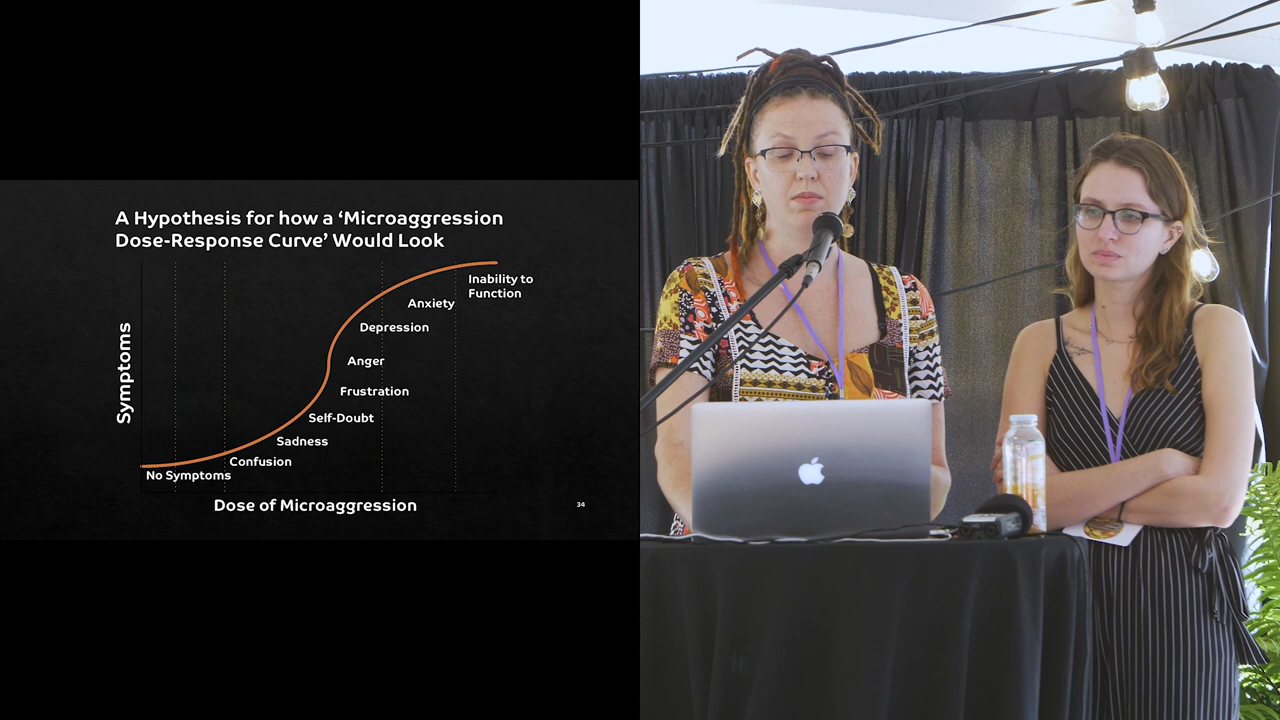 A Hypothesis for how a ‘Microaggression
Dose-Response Curve’ Would Look
Symptoms
Inability to
Function
Anxiety
Depression
Anger
Frustration
Self-Doubt
Sadness
Confusion
No Symptoms
Dose of Microaggression
34